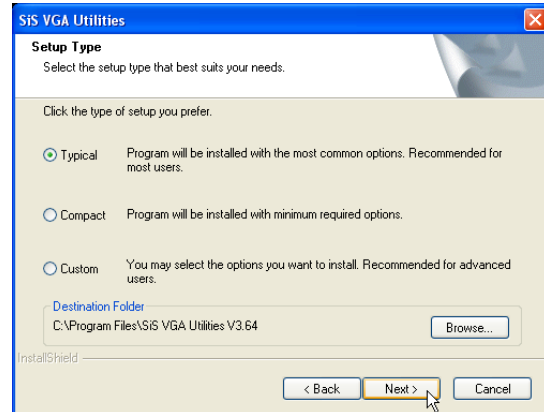 SiS VGA Utilities
Setup Type
Select the setup type that best suits your needs.
Click the type of setup you prefer.
Typical Program will be installed with the most common options. Recommended for
most users.
Compact Program will be installed with minimum required options.
Custom You may select the options you want to install. Recommended for advanced
users.
Destination Folder
C:\Program Files\SiS VGA Utilities V3.64
Browse...
InstallShield
< Back Next > Cancel